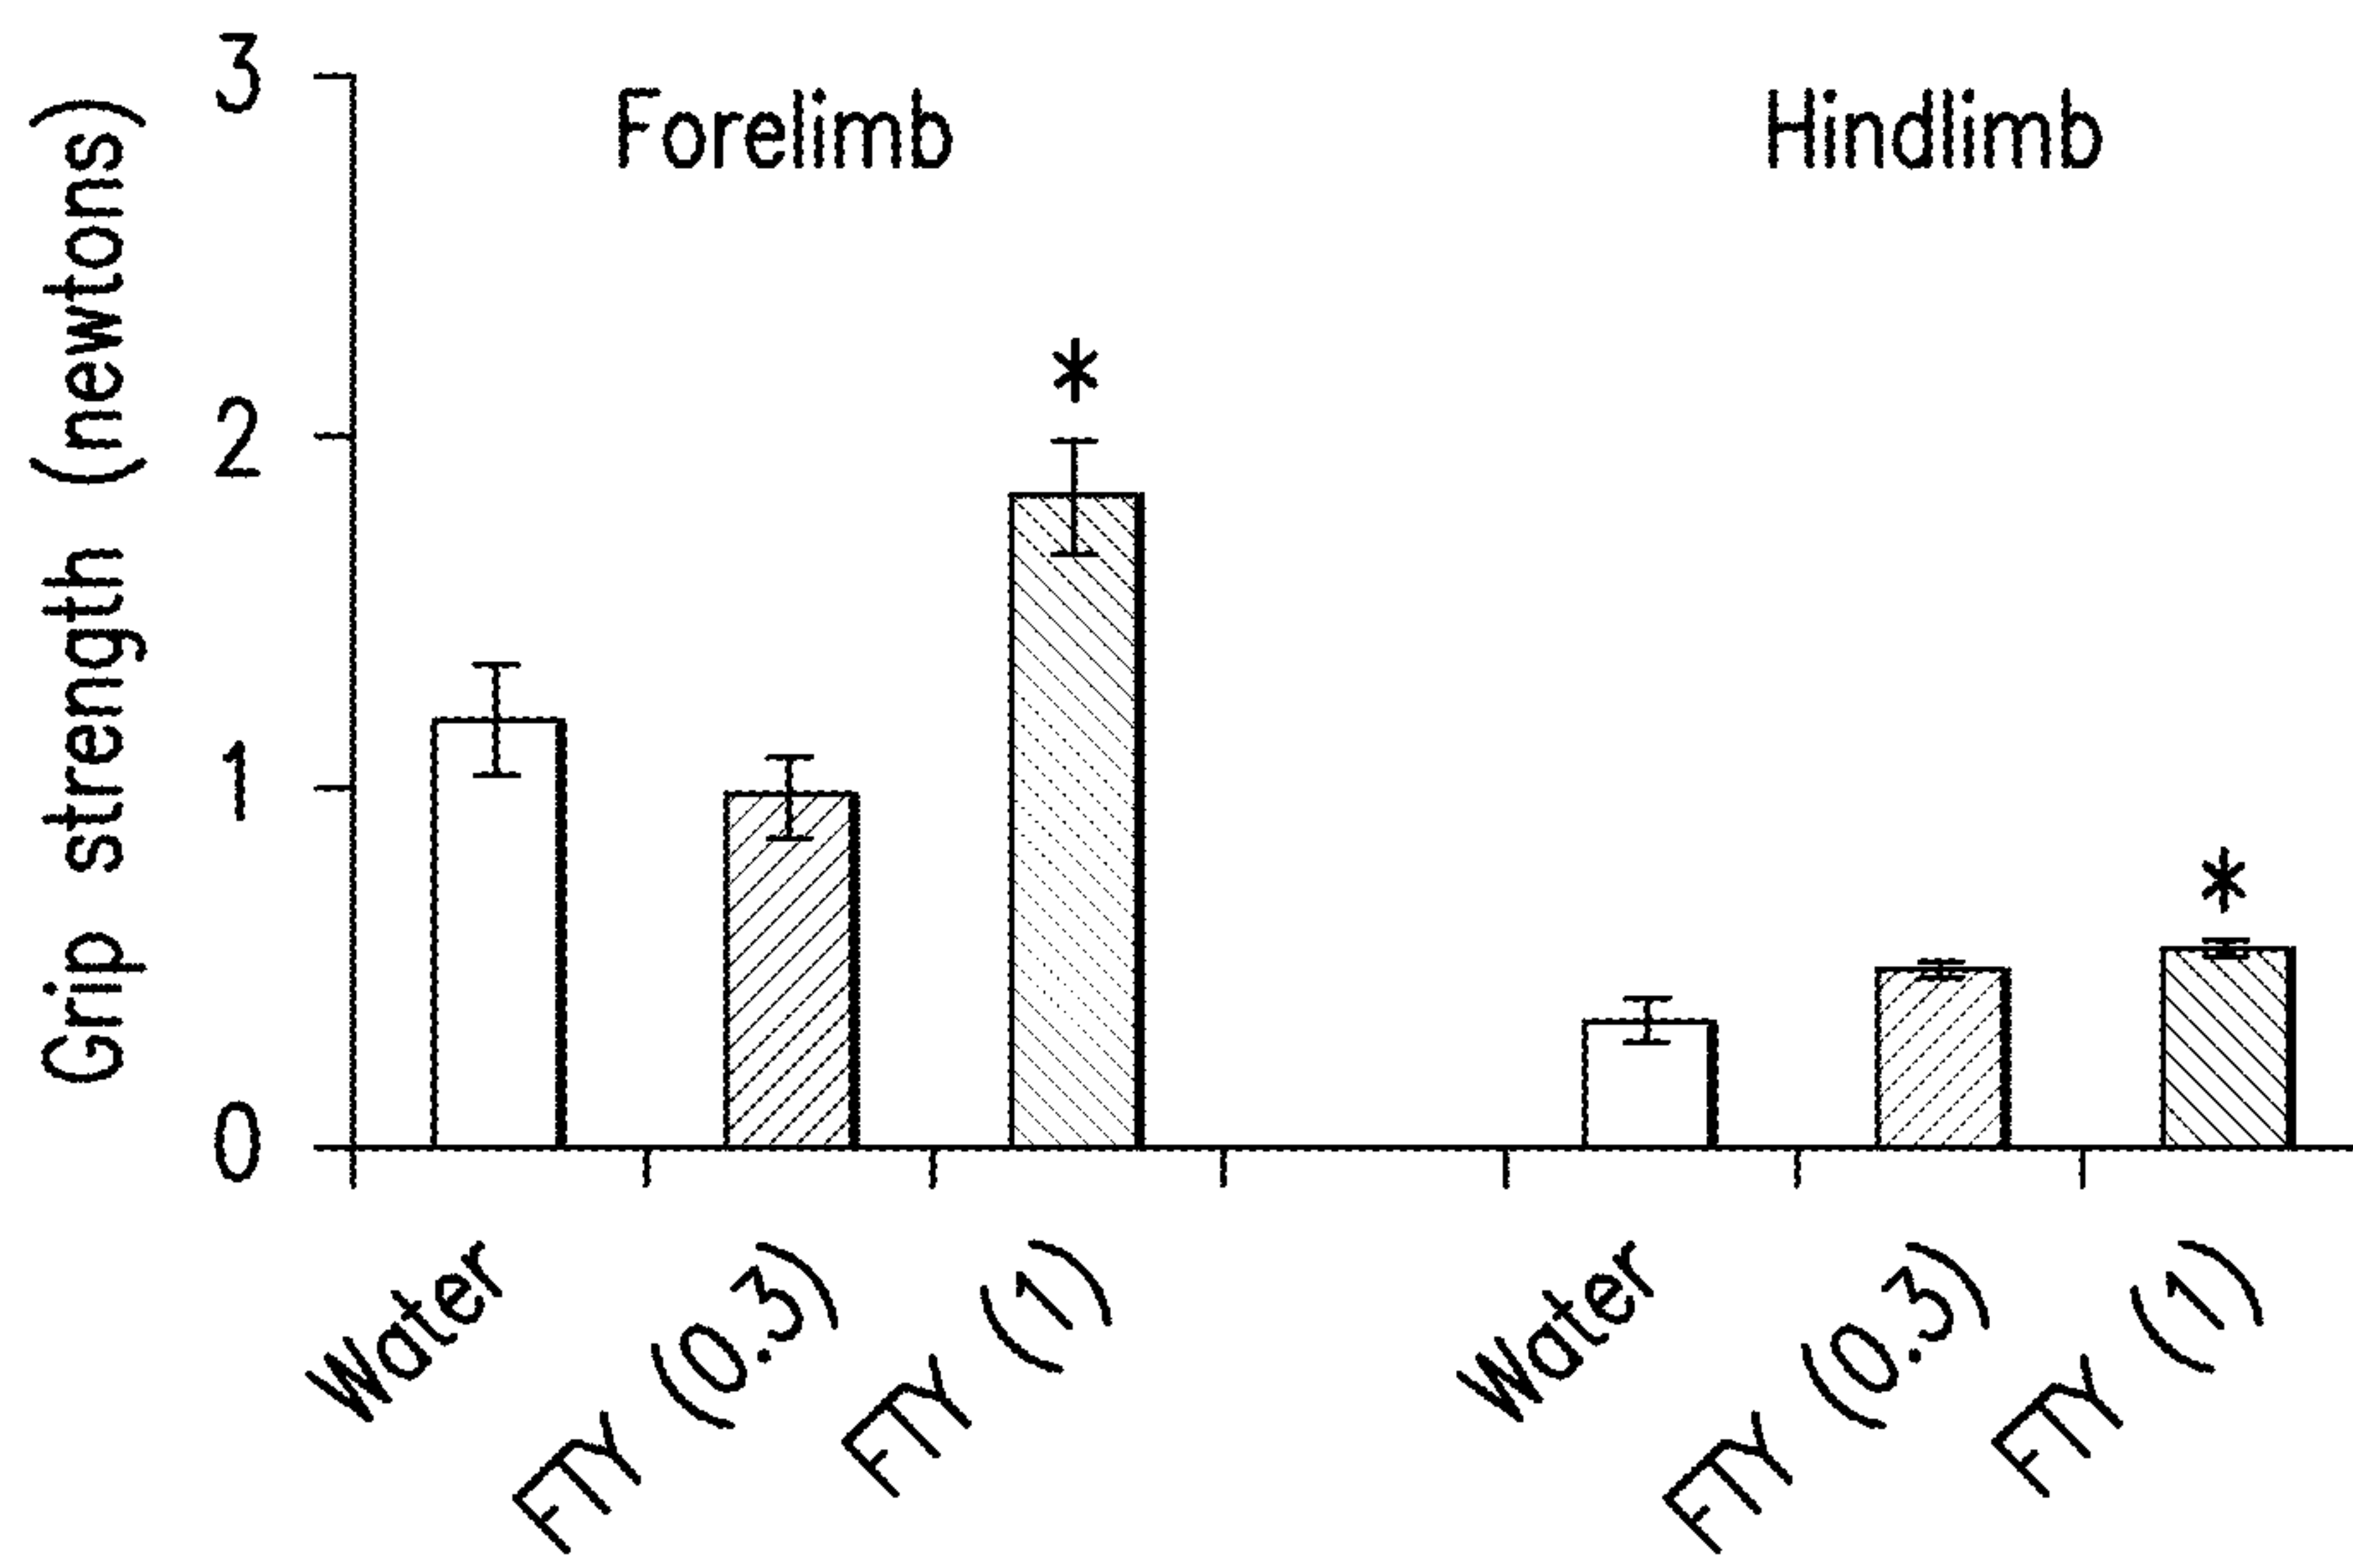 Grip strength (newtons)
3
2
1
0
Forelimb
Hindlimb
*
*
Water
FTY (0.3)
FTY (1)
Water
FTY (0.3)
FTY (1)